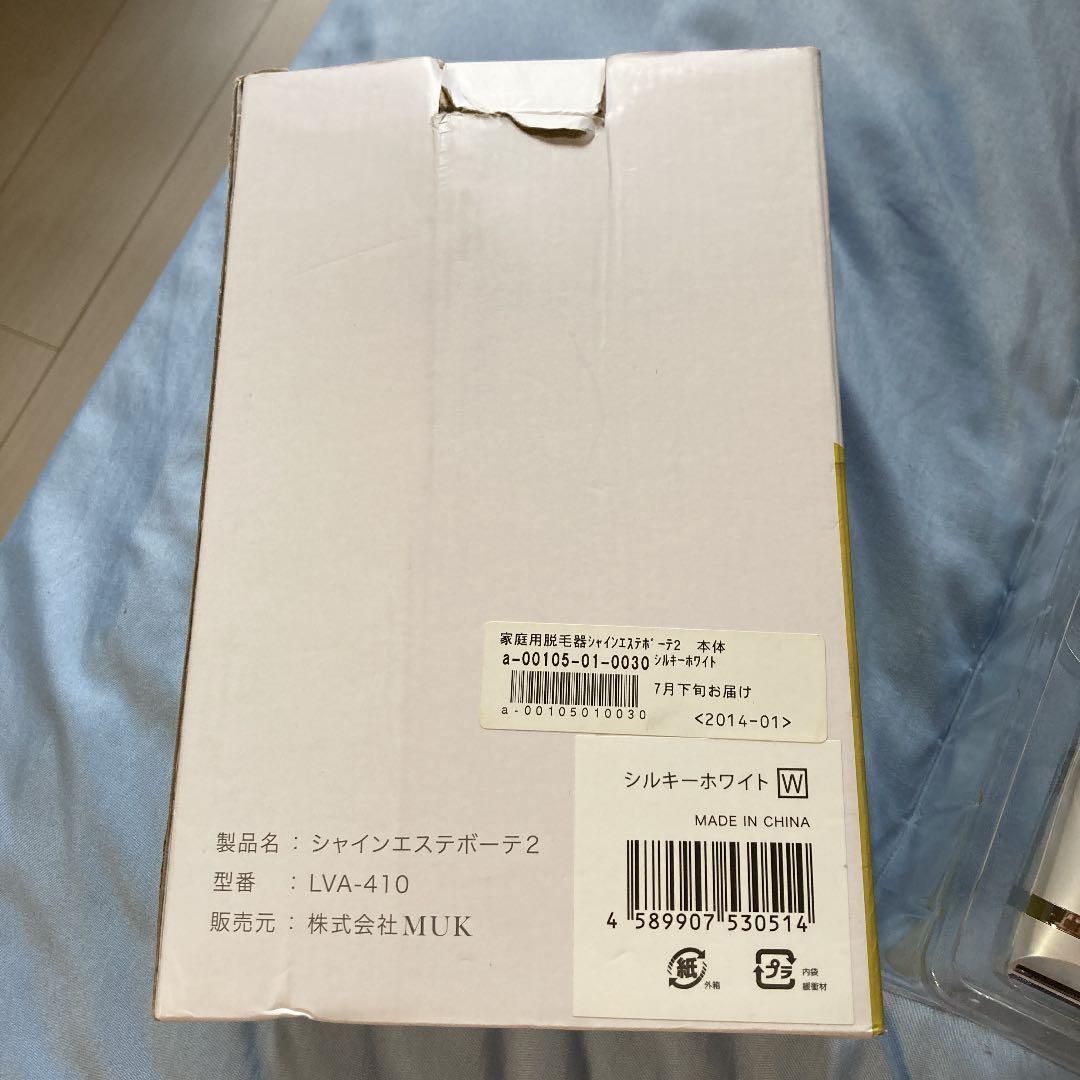 家庭用脱毛器ｼｬｲﾝｴｽﾃﾎﾞｰﾃ2 本体
a-00105-01-0030 ｼﾙｷｰﾎﾜｲﾄ
7月下旬お届け
a-00105010030
<2014-01>
シルキーホワイト W
MADE IN CHINA
製品名 : シャインエステボーテ2
型番 : LVA-410
販売元 : 株式会社MUK
4 589907 530514
紙 外箱
プラ 内袋
緩衝材